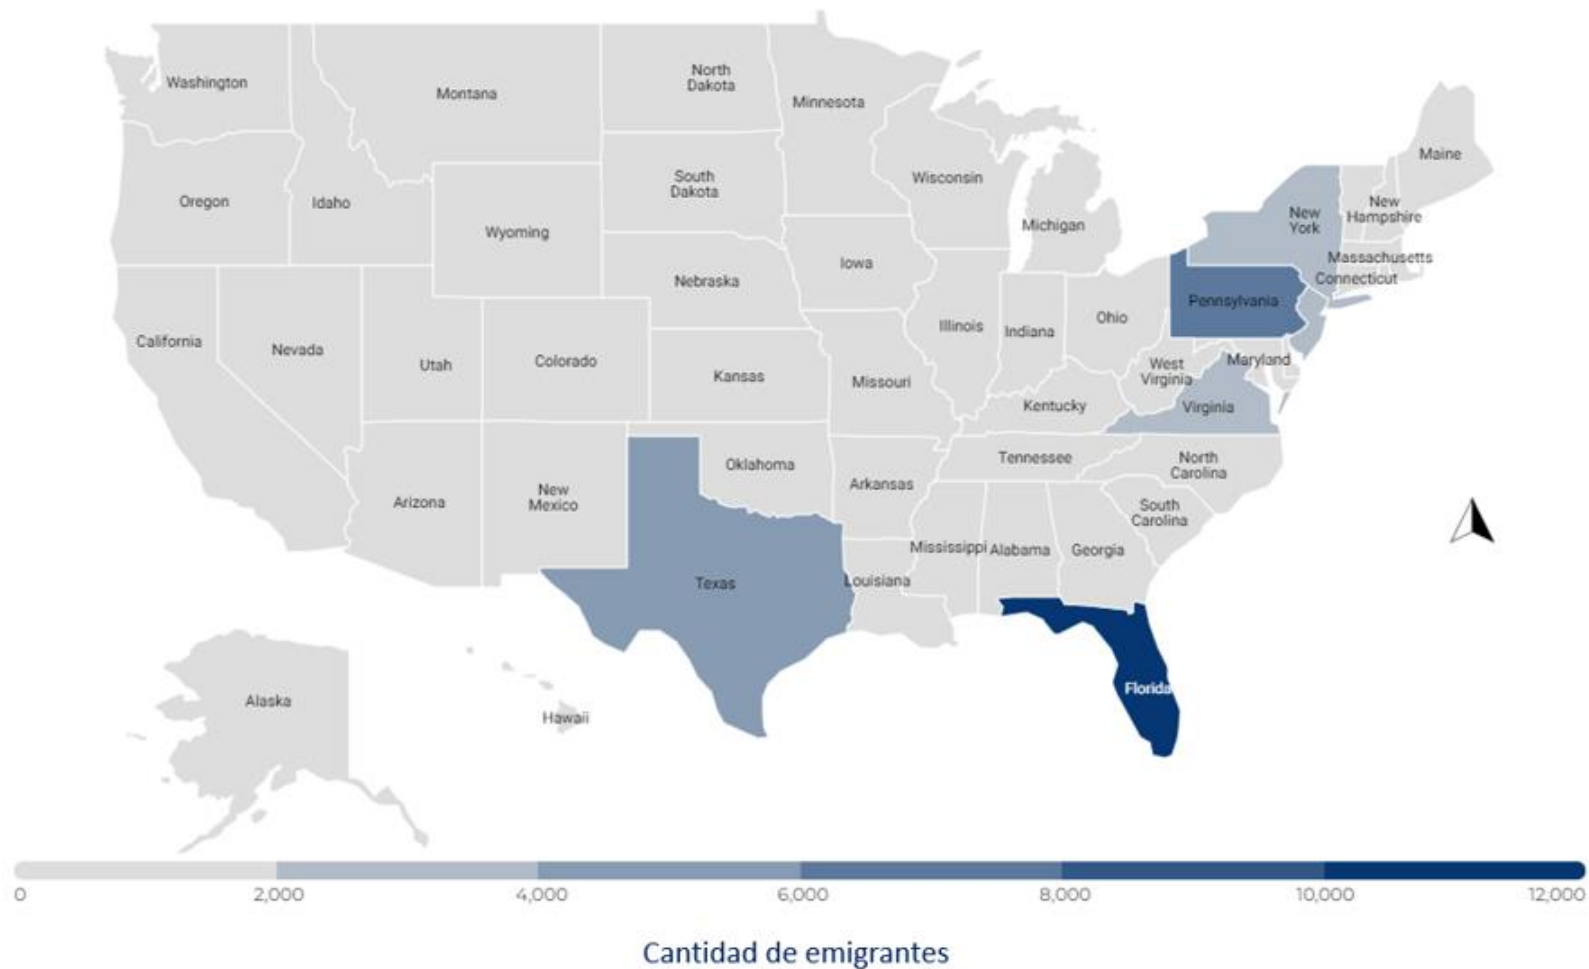 Washington
Montana
North
Dakota
Minnesota
Maine
Oregon
Idaho
South
Dakota
Wisconsin
New
Hampshire
New
York
Michigan
Wyoming
Massachusetts
Iowa
Connecticut
Nebraska
Pennsylvania
Ohio
Illinois
Indiana
California
Nevada
Utah
Colorado
Maryland
West
Virginia
Kansas
Missouri
Kentucky
Virginia
Tennessee
North
Carolina
Oklahoma
Arkansas
Arizona
New
Mexico
South
Carolina
Mississippi
Alabama
Georgia
Texas
Louisiana
Florida
Alaska
Hawaii
0 2,000 4,000 6,000 8,000 10,000 12,000
Cantidad de emigrantes